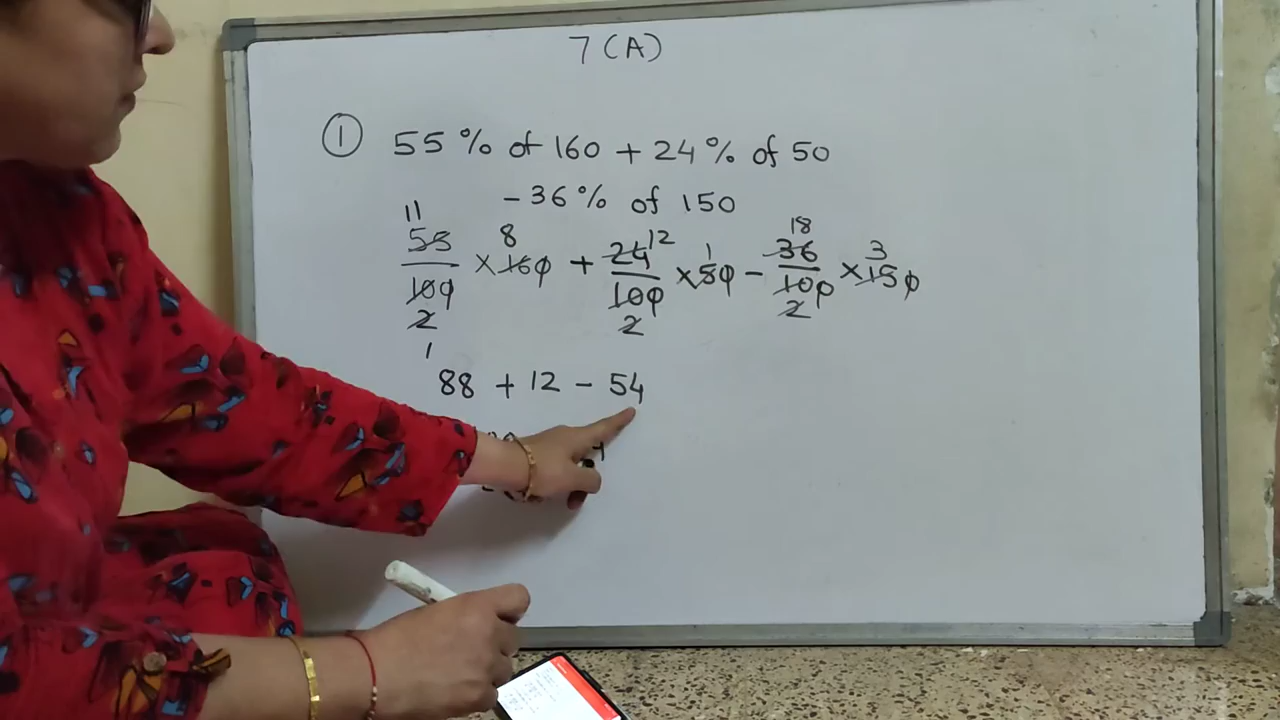 7 (A)
① 55% of 160 + 24% of 50
- 36% of 150
11 8 12 1 18 3
55/100 × 160 + 24/100 × 50 - 36/100 × 150
2 2 2
1
88 + 12 - 54